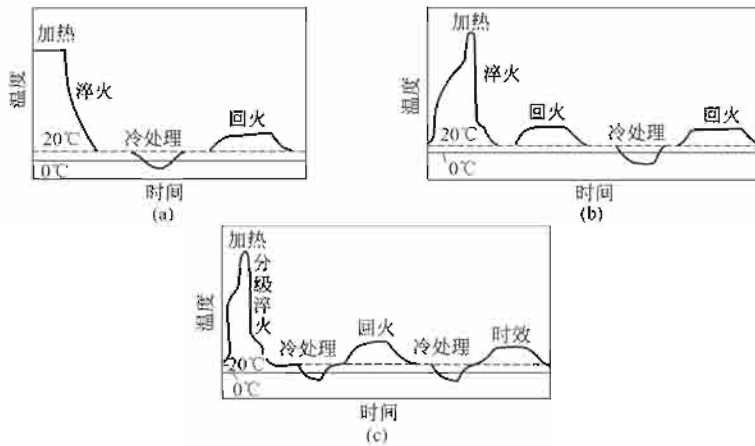 加热
淬火
回火
20℃
冷处理
0℃
温度
时间
(a)
加热
淬火
回火
回火
20℃
冷处理
0℃
温度
时间
(b)
加热
分级淬火
回火
时效
冷处理
冷处理
20℃
0℃
温度
时间
(c)